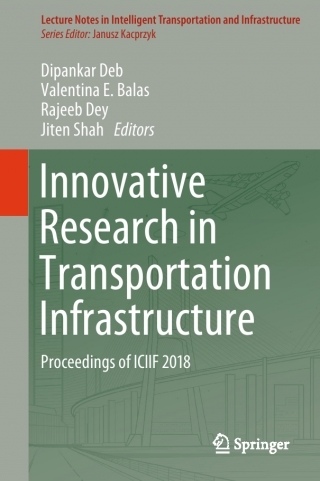 Lecture Notes in Intelligent Transportation and Infrastructure
Series Editor: Janusz Kacprzyk
Dipankar Deb
Valentina E. Balas
Rajeeb Dey
Jiten Shah Editors
Innovative
Research in
Transportation
Infrastructure
Proceedings of ICIIF 2018
Springer